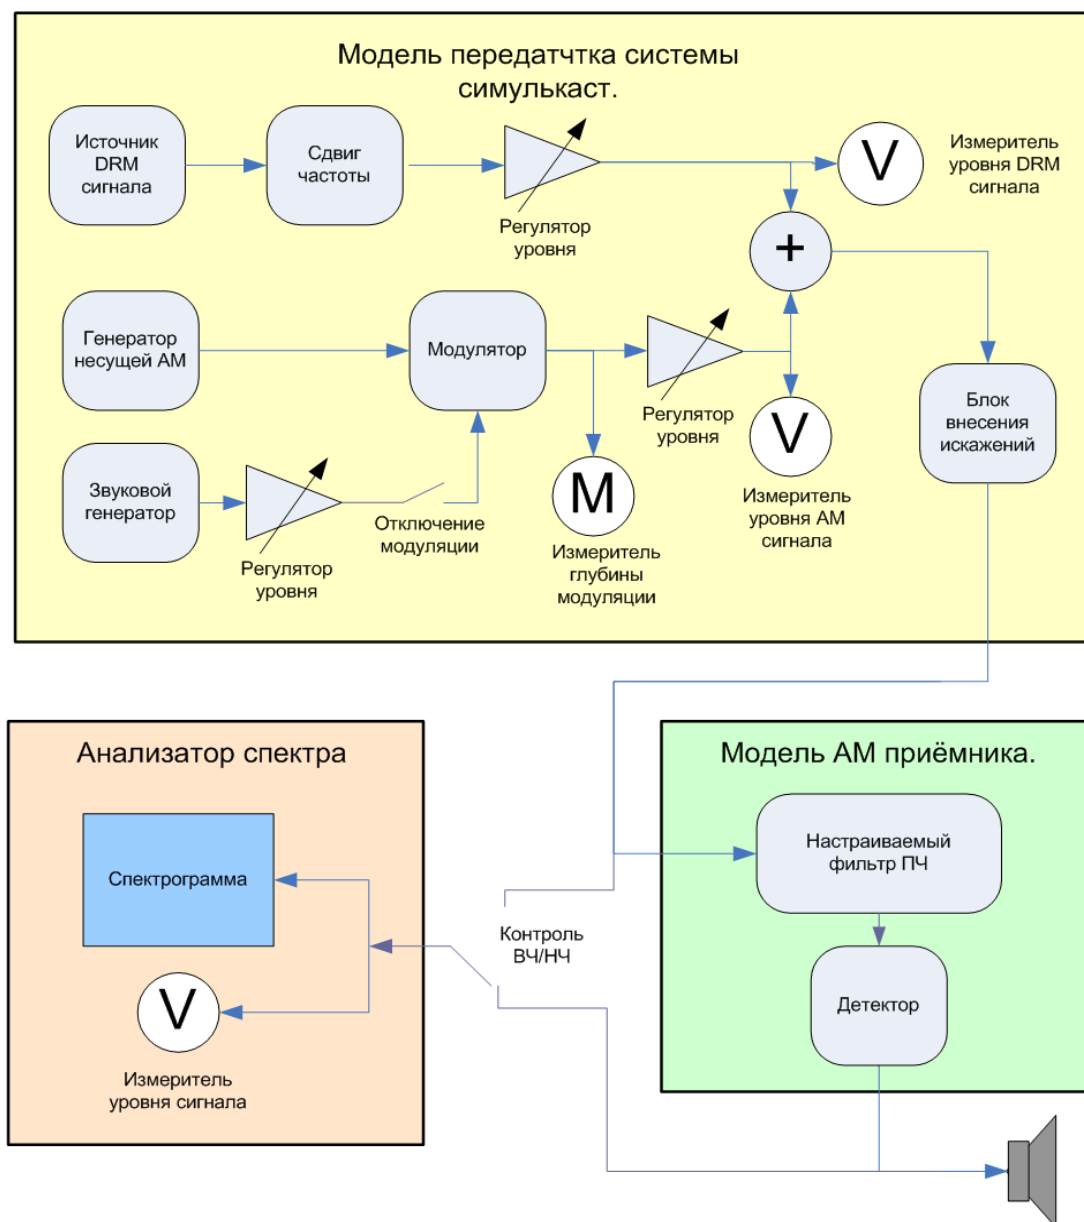 Модель передатчтка системы
симулькаст.
Источник
DRM
сигнала
Сдвиг
частоты
Регулятор
уровня
V
Измеритель
уровня DRM
сигнала
+
Генератор
несущей АМ
Модулятор
Регулятор
уровня
V
Измеритель
уровня АМ
сигнала
Блок
внесения
искажений
Звуковой
генератор
Регулятор
уровня
Отключение
модуляции
M
Измеритель
глубины
модуляции
Анализатор спектра
Спектрограмма
V
Измеритель
уровня сигнала
Контроль
ВЧ/НЧ
Модель АМ приёмника.
Настраиваемый
фильтр ПЧ
Детектор